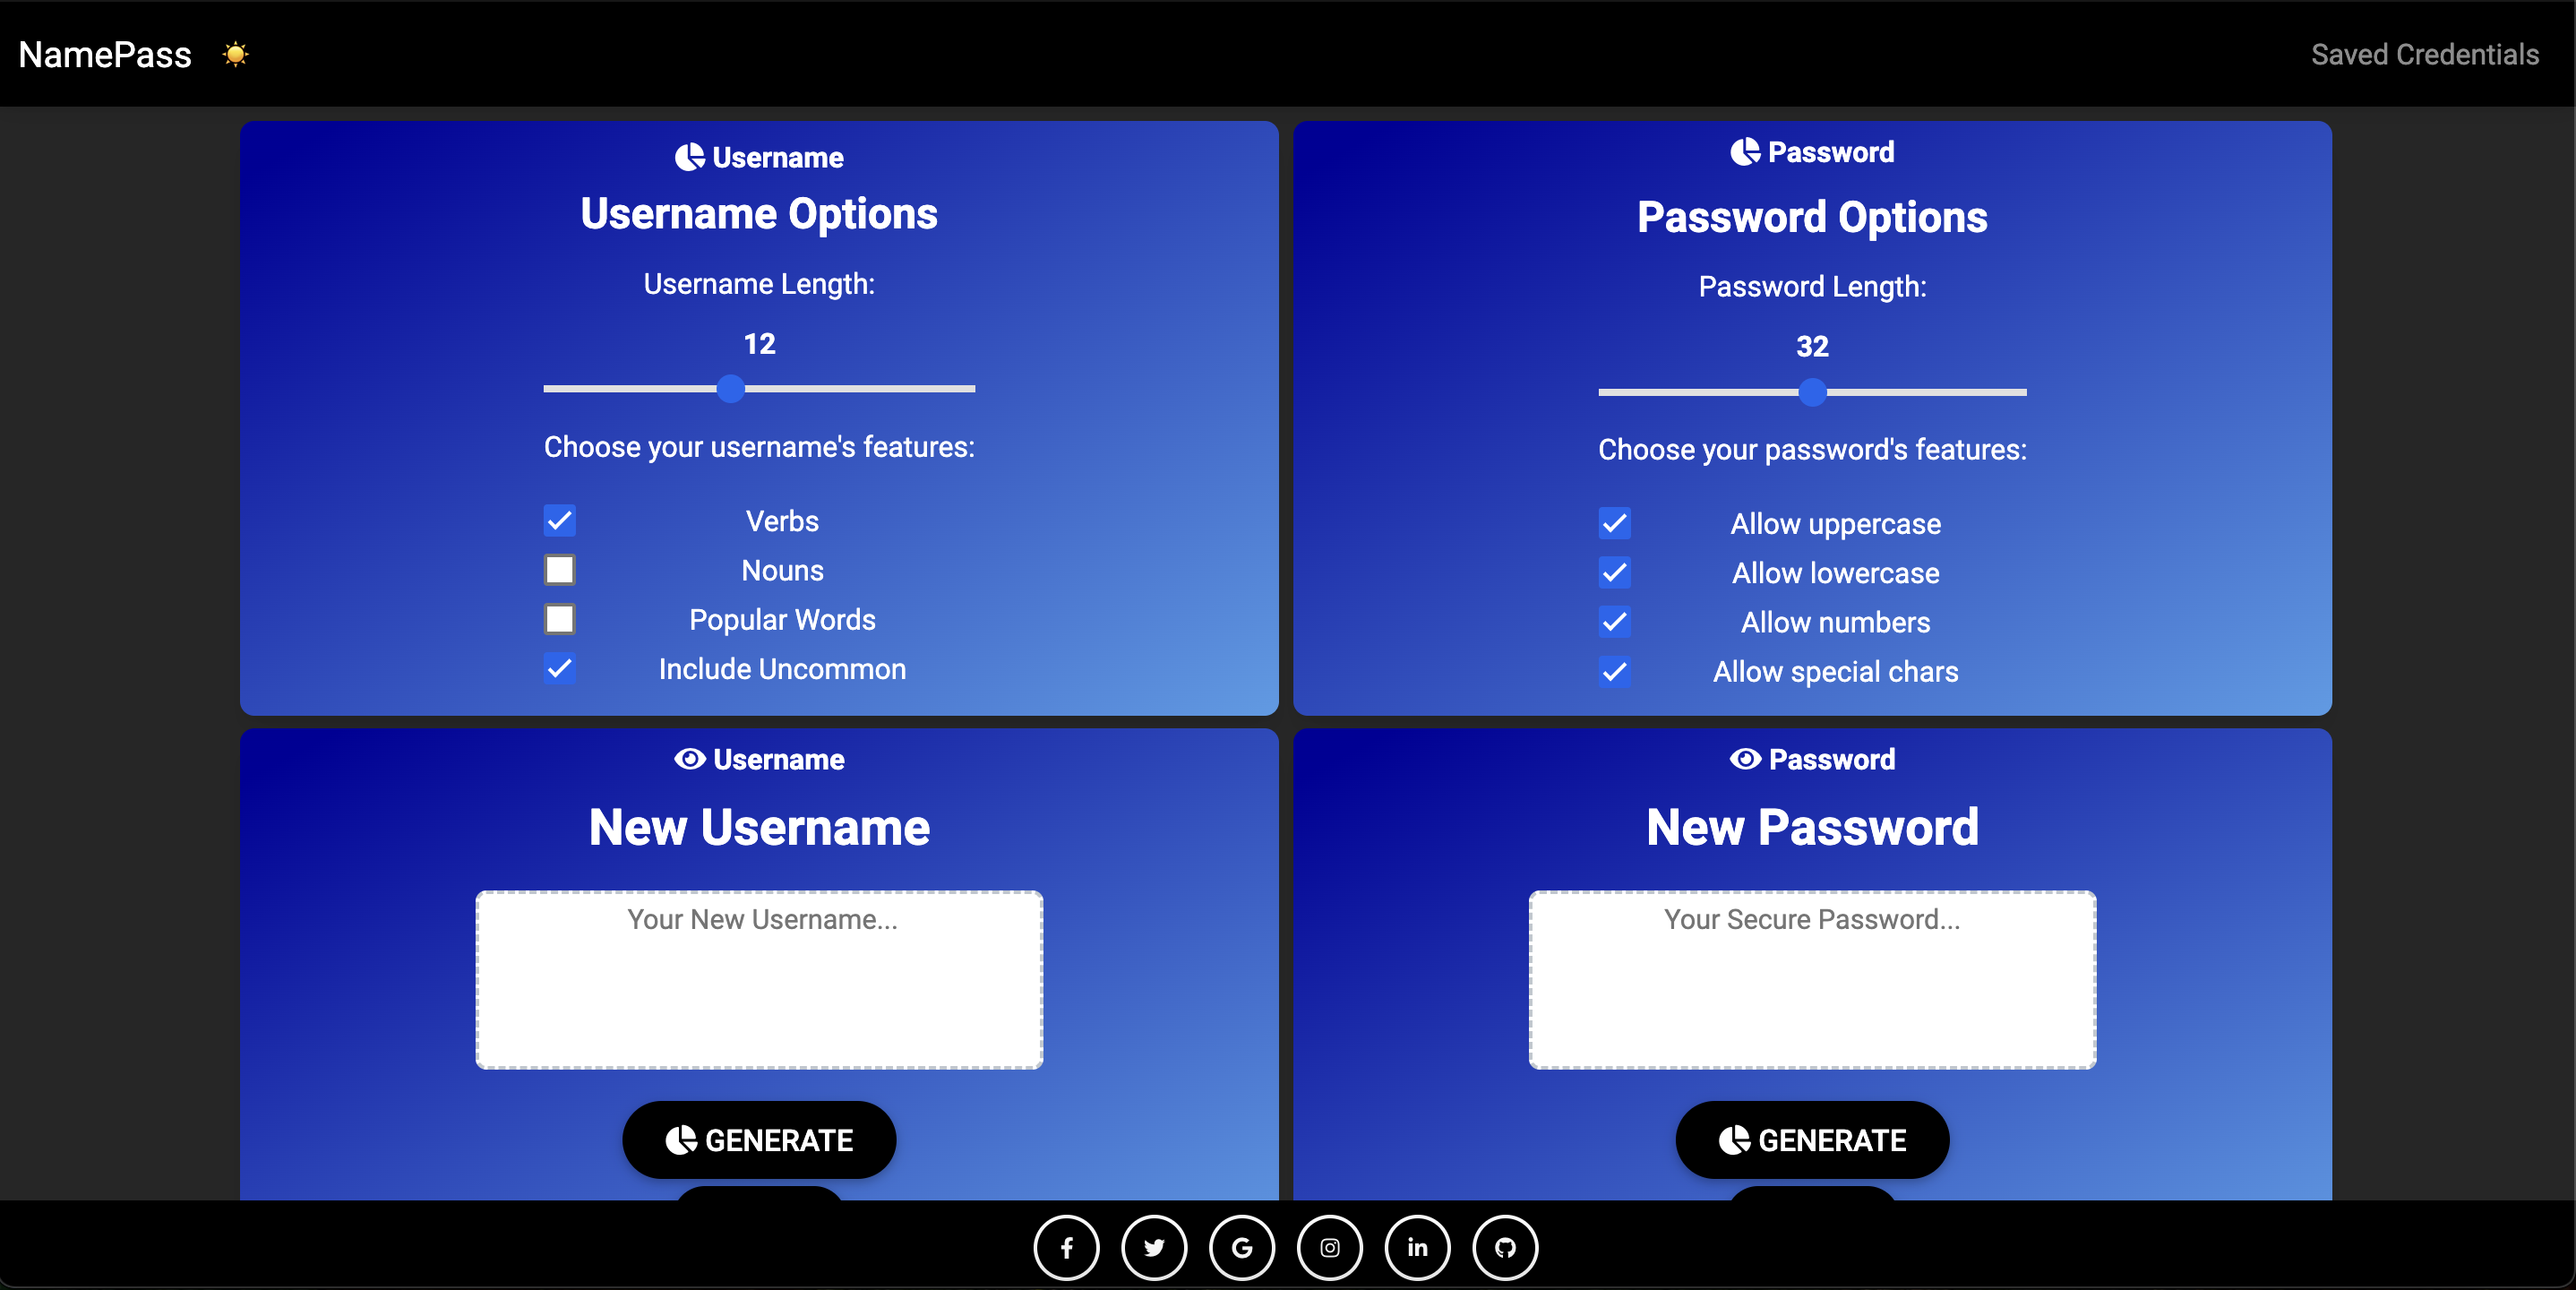 NamePass
Saved Credentials
Username
Username Options
Username Length:
12
Choose your username's features:
Verbs
Nouns
Popular Words
Include Uncommon
Password
Password Options
Password Length:
32
Choose your password's features:
Allow uppercase
Allow lowercase
Allow numbers
Allow special chars
Username
New Username
Your New Username...
GENERATE
Password
New Password
Your Secure Password...
GENERATE